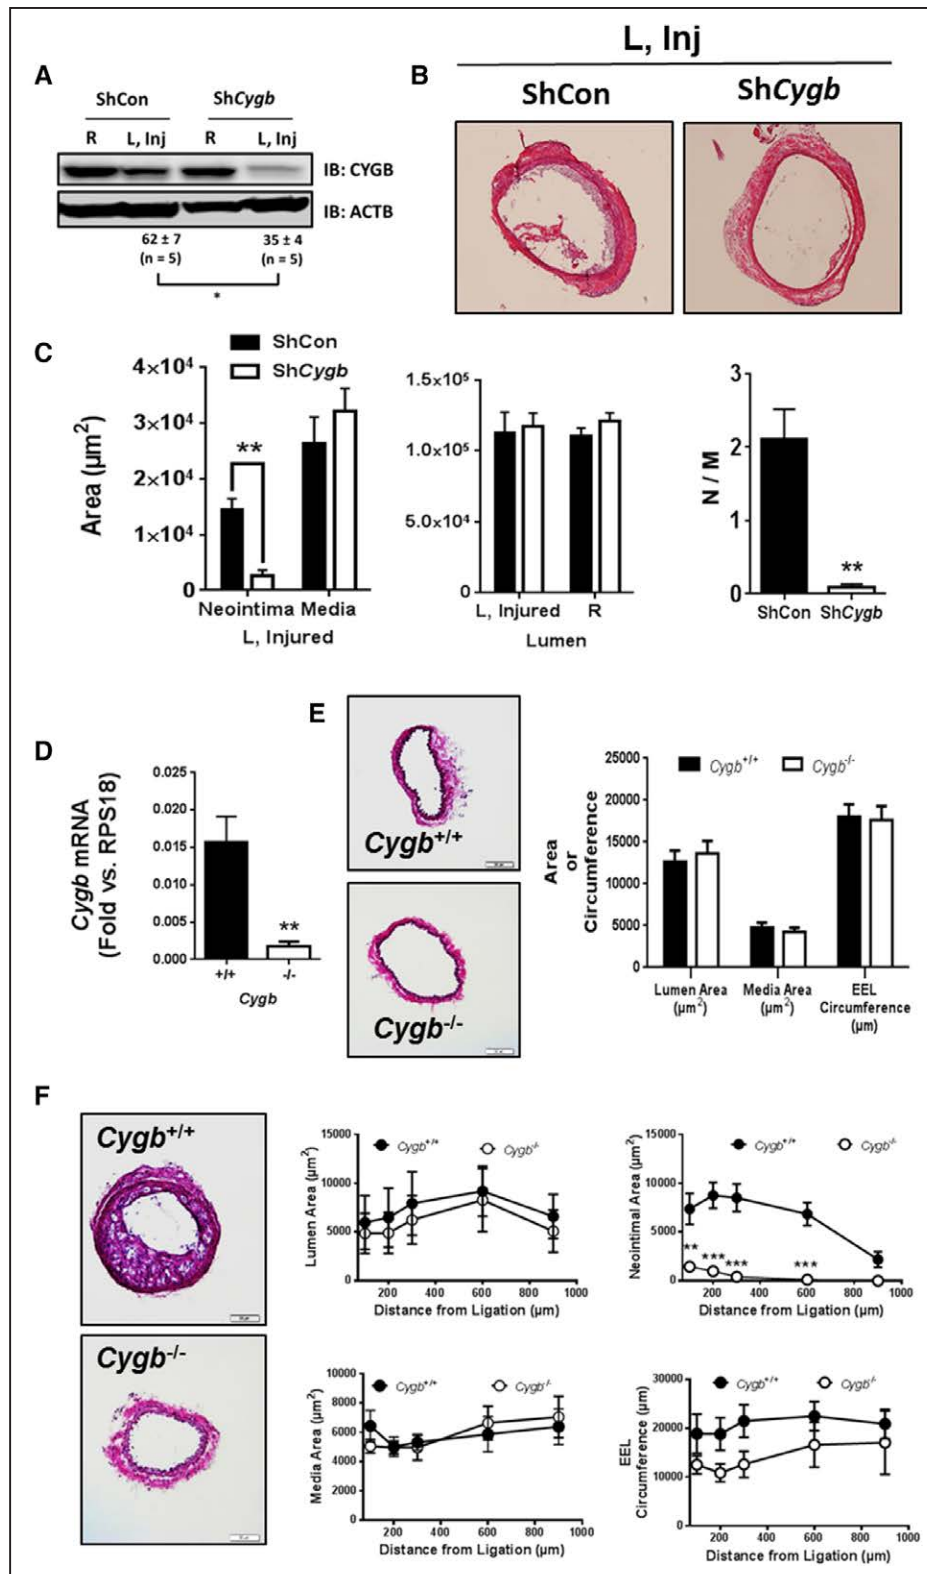 A
ShCon ShCygb
R L, Inj R L, Inj
IB: CYGB
IB: ACTB
62 ± 7 35 ± 4
(n = 5) (n = 5)
*
B
L, Inj
ShCon ShCygb
C
Area (µm²)
4×10⁴
3×10⁴
2×10⁴
1×10⁴
0
ShCon
ShCygb
**
Neointima Media
L, Injured
1.5×10⁵
1.0×10⁵
5.0×10⁴
0
L, Injured R
Lumen
N / M
3
2
1
0
**
ShCon ShCygb
D
Cygb mRNA
(Fold vs. RPS18)
0.025
0.020
0.015
0.010
0.005
0.000
**
+/+ -/-
Cygb
E
Cygb+/+
Cygb-/-
Area
or
Circumference
25000
20000
15000
10000
5000
0
Cygb+/+ Cygb-/-
Lumen Area Media Area EEL
(µm²) (µm²) Circumference
(µm)
F
Cygb+/+
Cygb-/-
Lumen Area (µm²)
15000
10000
5000
0
Cygb+/+ Cygb-/-
200 400 600 800 1000
Distance from Ligation (µm)
Neointimal Area (µm²)
15000
10000
5000
0
Cygb+/+ Cygb-/-
** *** *** ***
200 400 600 800 1000
Distance from Ligation (µm)
Media Area (µm²)
10000
8000
6000
4000
2000
0
Cygb+/+ Cygb-/-
200 400 600 800 1000
Distance from Ligation (µm)
EEL
Circumference (µm)
30000
20000
10000
0
Cygb+/+ Cygb-/-
200 400 600 800 1000
Distance from Ligation (µm)